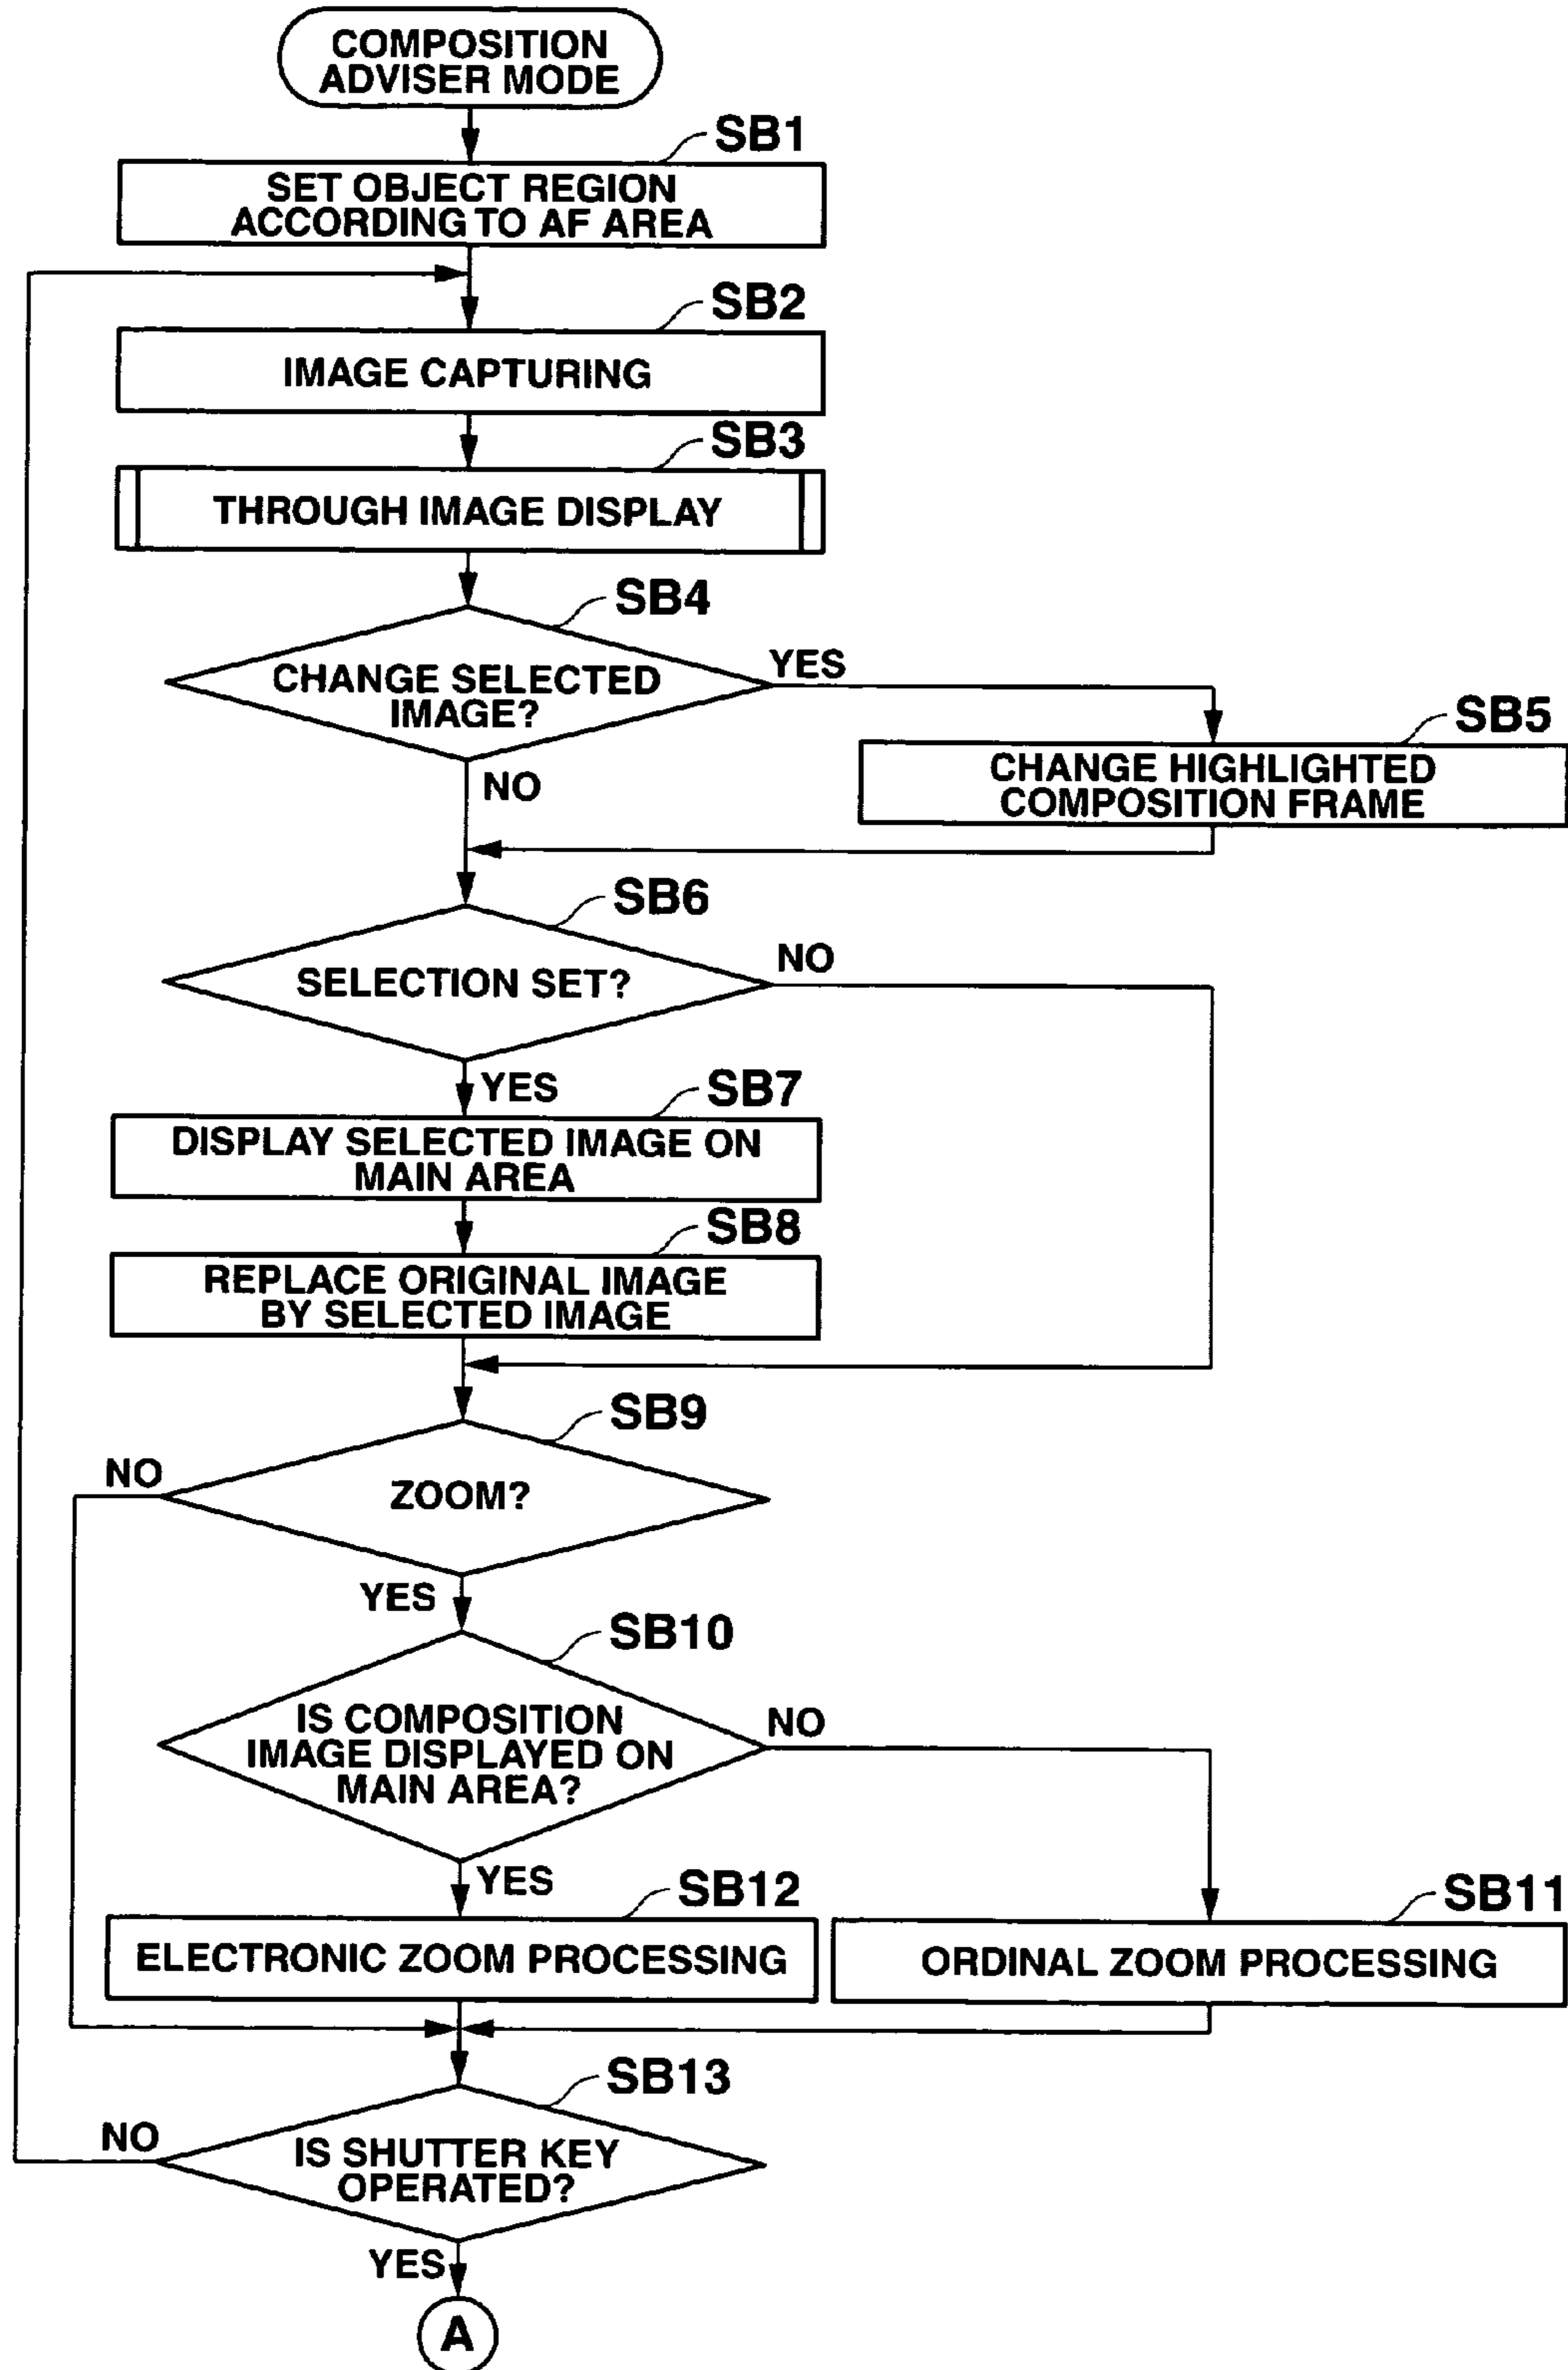 COMPOSITION
ADVISER MODE
SB1
SET OBJECT REGION
ACCORDING TO AF AREA
SB2
IMAGE CAPTURING
SB3
THROUGH IMAGE DISPLAY
SB4
CHANGE SELECTED
IMAGE?
YES
NO
SB5
CHANGE HIGHLIGHTED
COMPOSITION FRAME
SB6
SELECTION SET?
NO
YES
SB7
DISPLAY SELECTED IMAGE ON
MAIN AREA
SB8
REPLACE ORIGINAL IMAGE
BY SELECTED IMAGE
SB9
NO
ZOOM?
YES
SB10
IS COMPOSITION
IMAGE DISPLAYED ON
MAIN AREA?
NO
YES
SB12
ELECTRONIC ZOOM PROCESSING
SB11
ORDINAL ZOOM PROCESSING
SB13
NO
IS SHUTTER KEY
OPERATED?
YES
A